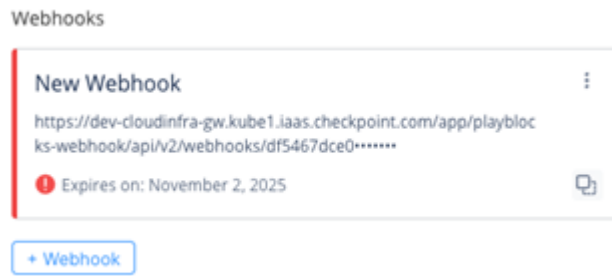 Webhooks
New Webhook
https://dev-cloudinfra-gw.kube1.iaas.checkpoint.com/app/playbloc
ks-webhook/api/v2/webhooks/df5467dce0•••••••
Expires on: November 2, 2025
+ Webhook